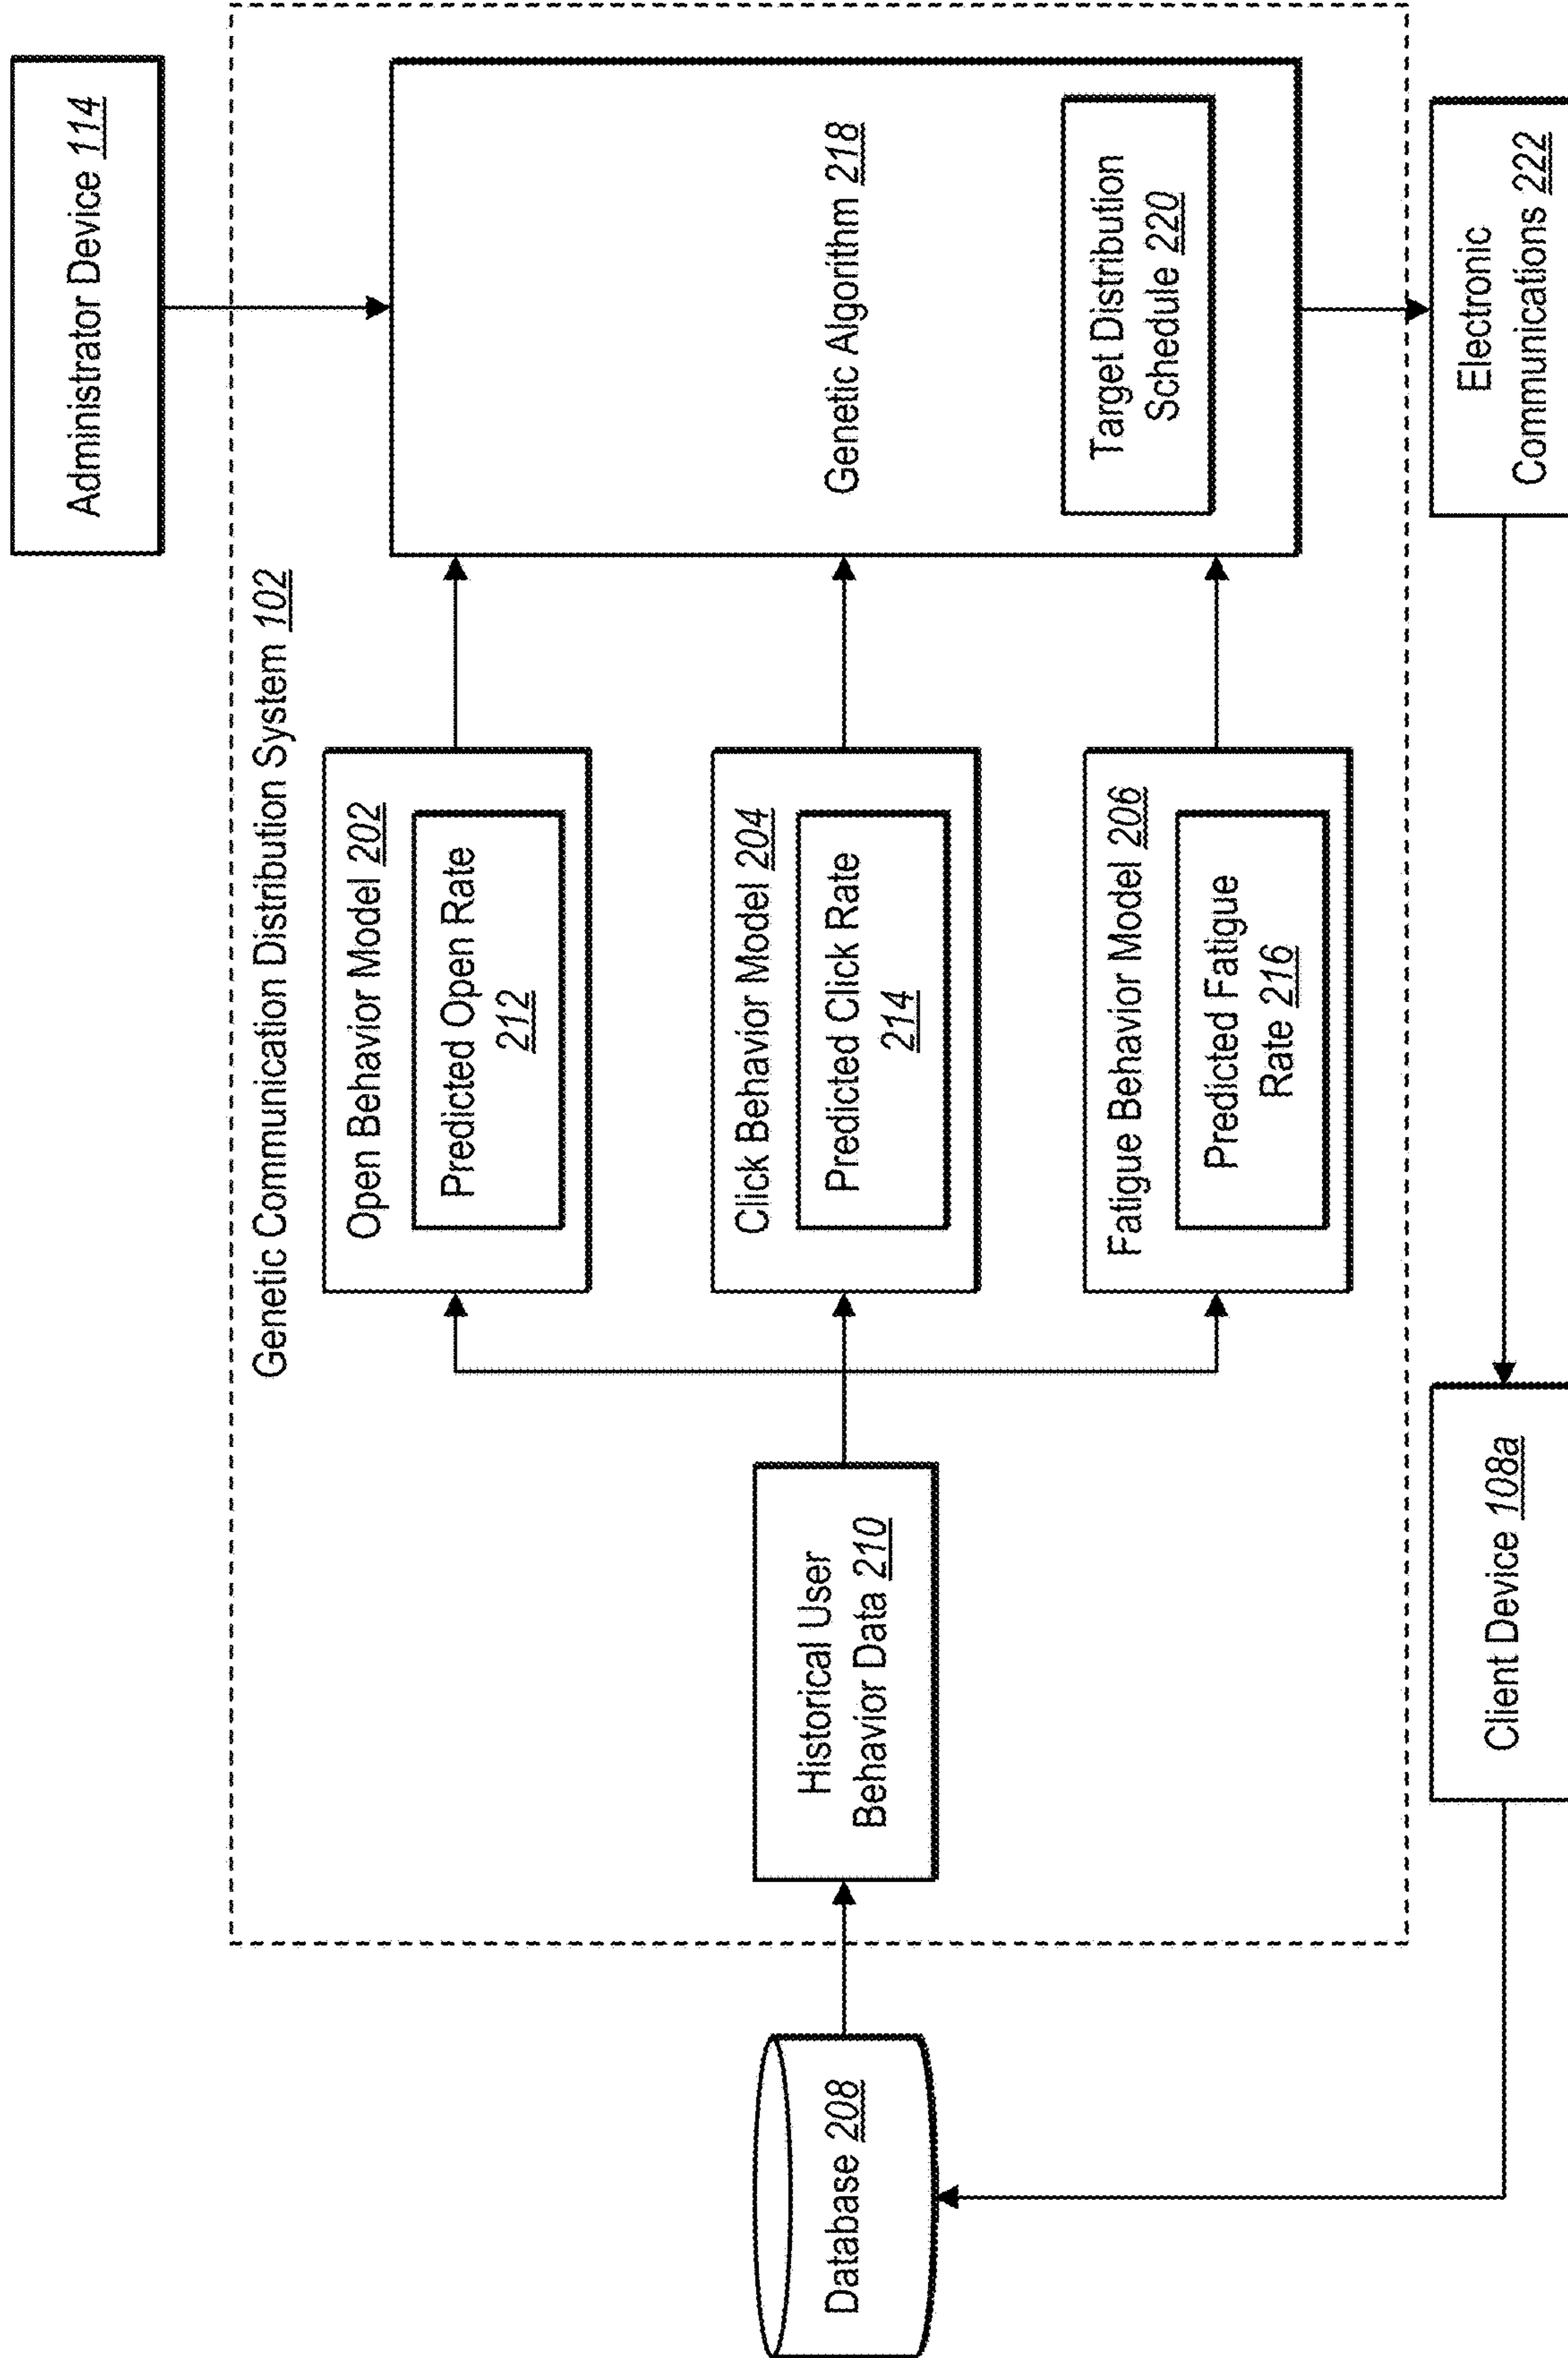 Administrator Device 114
Genetic Communication Distribution System 102
Open Behavior Model 202
Predicted Open Rate
212
Genetic Algorithm 218
Database 208
Historical User
Behavior Data 210
Click Behavior Model 204
Predicted Click Rate
214
Fatigue Behavior Model 206
Predicted Fatigue
Rate 216
Target Distribution
Schedule 220
Client Device 108a
Electronic
Communications 222